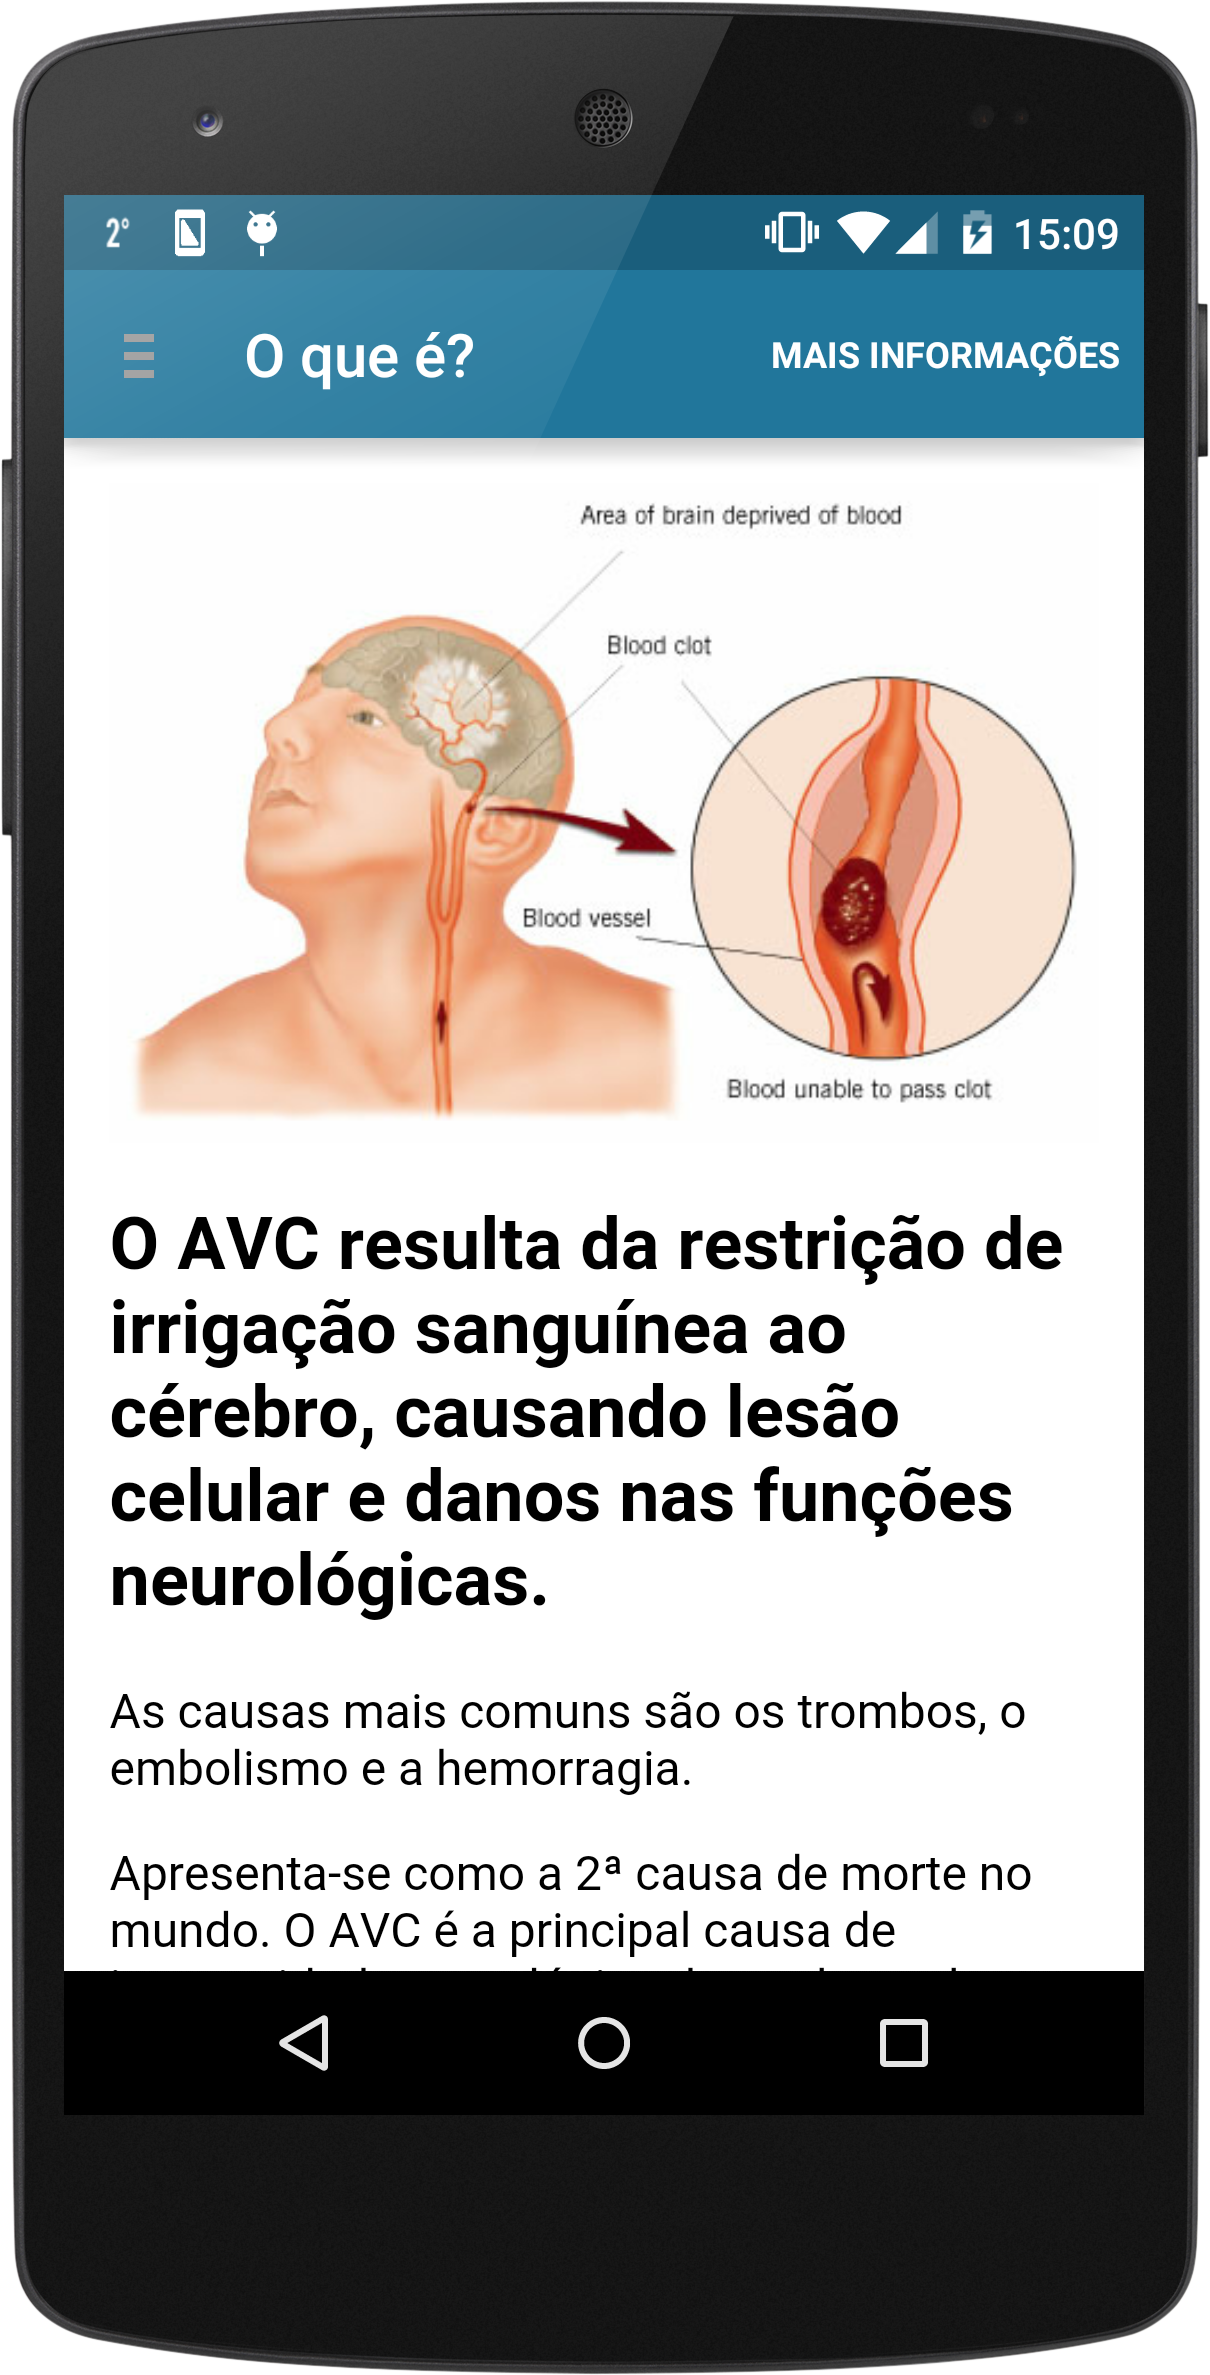 2°
15:09
O que é?
MAIS INFORMAÇÕES
Area of brain deprived of blood
Blood clot
Blood vessel
Blood unable to pass clot
O AVC resulta da restrição de
irrigação sanguínea ao
cérebro, causando lesão
celular e danos nas funções
neurológicas.
As causas mais comuns são os trombos, o
embolismo e a hemorragia.
Apresenta-se como a 2ª causa de morte no
mundo. O AVC é a principal causa de